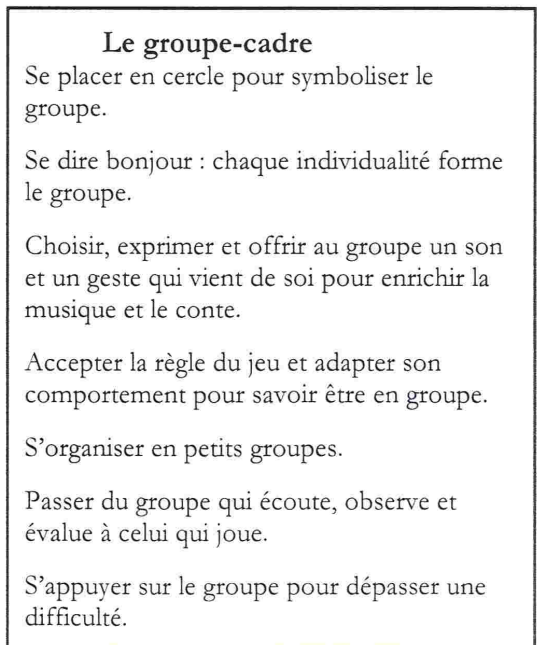 Le groupe-cadre
Se placer en cercle pour symboliser le
groupe.
Se dire bonjour : chaque individualité forme
le groupe.
Choisir, exprimer et offrir au groupe un son
et un geste qui vient de soi pour enrichir la
musique et le conte.
Accepter la règle du jeu et adapter son
comportement pour savoir être en groupe.
S'organiser en petits groupes.
Passer du groupe qui écoute, observe et
évalue à celui qui joue.
S'appuyer sur le groupe pour dépasser une
difficulté.